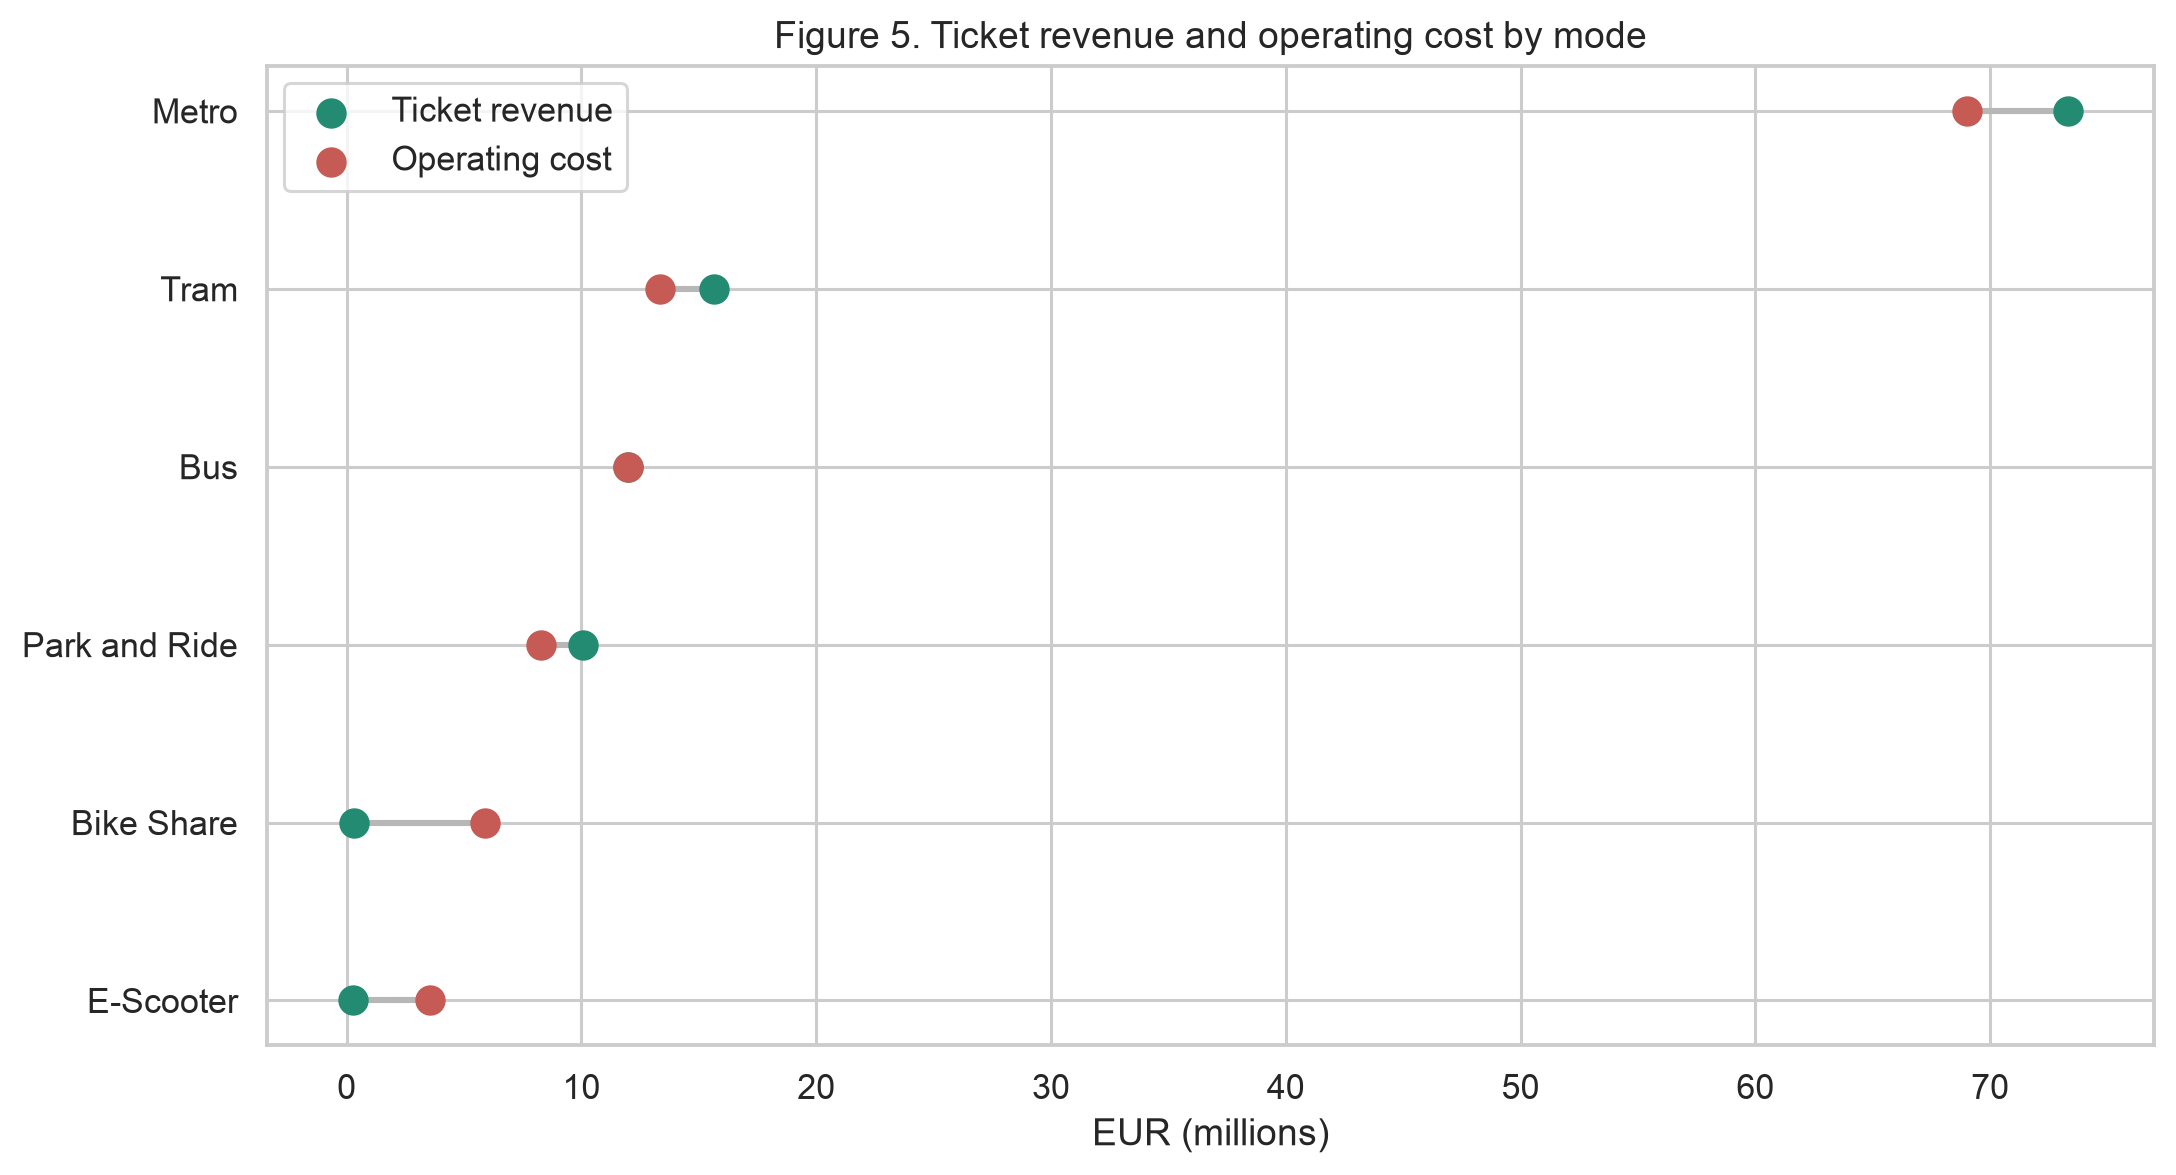 Figure 5. Ticket revenue and operating cost by mode
Ticket revenue
Operating cost
Metro
Tram
Bus
Park and Ride
Bike Share
E-Scooter
0 10 20 30 40 50 60 70
EUR (millions)